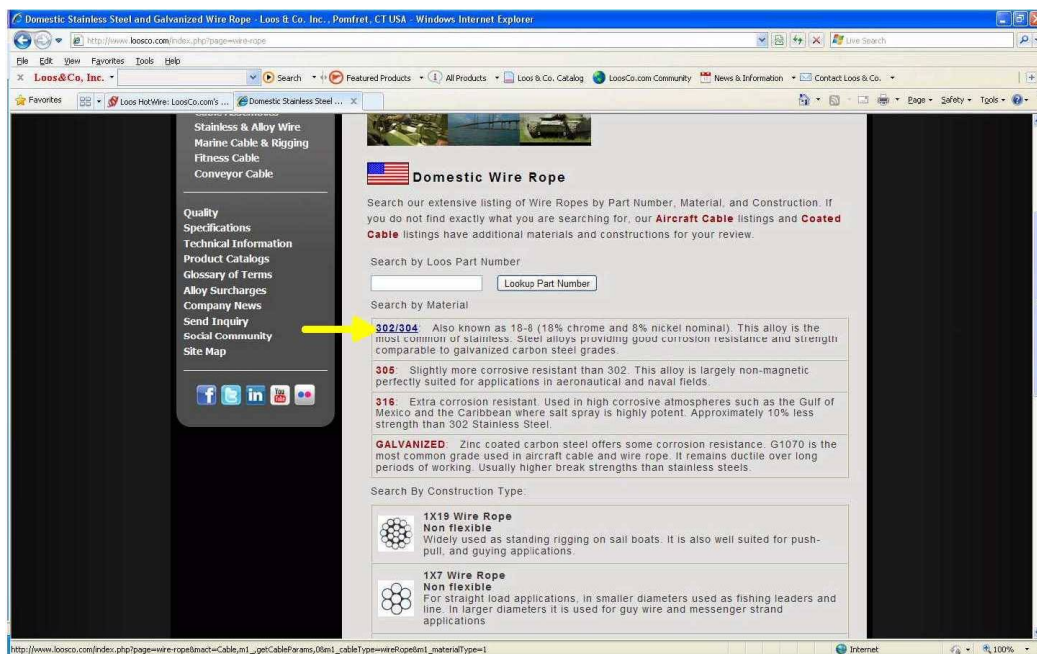 Domestic Stainless Steel and Galvanized Wire Rope - Loos & Co. Inc., Pomfret, CT USA - Windows Internet Explorer
http://www.loosco.com/index.php?page=wire-rope
Live Search
File Edit View Favorites Tools Help
x Loos&Co, Inc. Search Featured Products All Products Loos & Co. Catalog LoosCo.com Community News & Information Contact Loos & Co.
Favorites Loos HotWire: LoosCo.com's ... Domestic Stainless Steel ... X Page Safety Tools
Stainless & Alloy Wire
Marine Cable & Rigging
Fitness Cable
Conveyor Cable
Quality
Specifications
Technical Information
Product Catalogs
Glossary of Terms
Alloy Surcharges
Company News
Send Inquiry
Social Community
Site Map
You Tube
Domestic Wire Rope
Search our extensive listing of Wire Ropes by Part Number, Material, and Construction. If
you do not find exactly what you are searching for, our Aircraft Cable listings and Coated
Cable listings have additional materials and constructions for your review.
Search by Loos Part Number
Lookup Part Number
Search by Material
302/304: Also known as 18-8 (18% chrome and 8% nickel nominal). This alloy is the
most common of stainless. Steel alloys providing good corrosion resistance and strength
comparable to galvanized carbon steel grades.
305: Slightly more corrosive resistant than 302. This alloy is largely non-magnetic
perfectly suited for applications in aeronautical and naval fields.
316: Extra corrosion resistant. Used in high corrosive atmospheres such as the Gulf of
Mexico and the Caribbean where salt spray is highly potent. Approximately 10% less
strength than 302 Stainless Steel.
GALVANIZED: Zinc coated carbon steel offers some corrosion resistance. G1070 is the
most common grade used in aircraft cable and wire rope. It remains ductile over long
periods of working. Usually higher break strengths than stainless steels.
Search By Construction Type:
1X19 Wire Rope
Non flexible
Widely used as standing rigging on sail boats. It is also well suited for push-
pull, and guying applications.
1X7 Wire Rope
Non flexible
For straight load applications, in smaller diameters used as fishing leaders and
line. In larger diameters it is used for guy wire and messenger strand
applications
http://www.loosco.com/index.php?page=wire-rope&mact=Cable,m1_,getCableParams,0&m1_cableType=wireRope&m1_materialType=1
Internet
100%